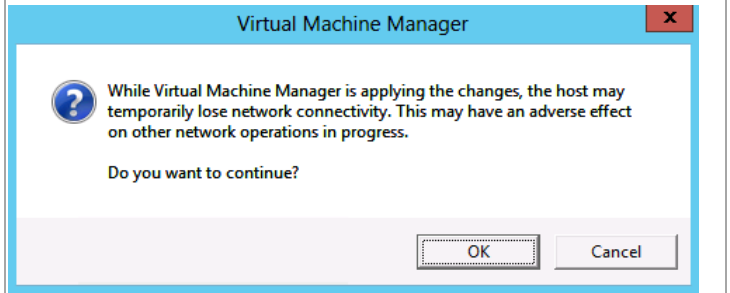 Virtual Machine Manager
x
While Virtual Machine Manager is applying the changes, the host may
temporarily lose network connectivity. This may have an adverse effect
on other network operations in progress.
Do you want to continue?
OK
Cancel